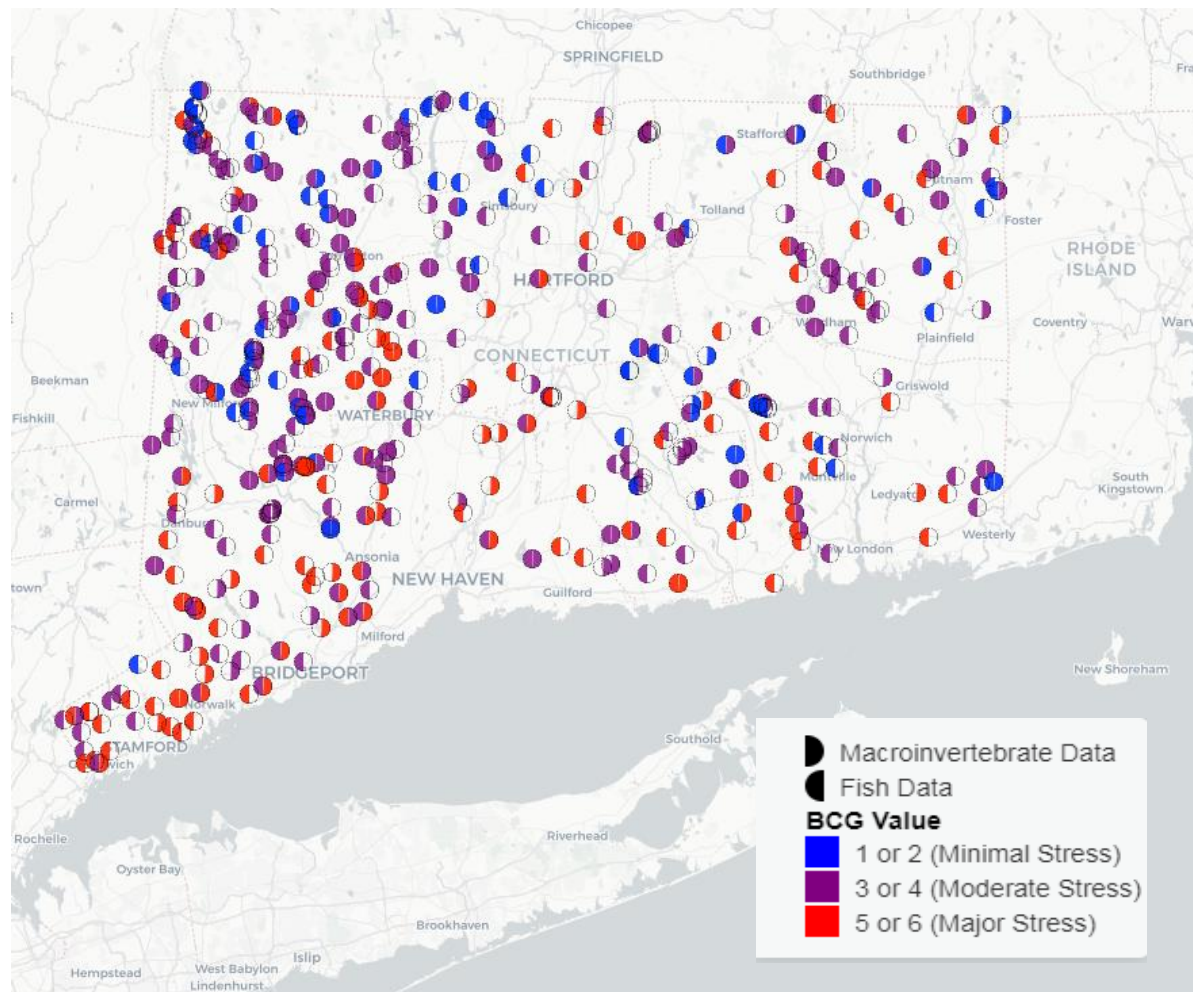 Chicopee
SPRINGFIELD
Southbridge
Stafford
Putnam
Simsbury
Tolland
Foster
RHODE
ISLAND
Torrington
HARTFORD
Windham
Coventry
Plainfield
CONNECTICUT
Beekman
Griswold
New Milford
Fishkill
WATERBURY
Norwich
Montville
South
Kingstown
Carmel
Ledyard
Danbury
Westerly
New London
Ansonia
NEW HAVEN
Guilford
Milford
BRIDGEPORT
New Shoreham
Norwalk
STAMFORD
Greenwich
Southold
Rochelle
Riverhead
Oyster Bay
Brookhaven
Islip
Hempstead
West Babylon
Lindenhurst
Macroinvertebrate Data
Fish Data
BCG Value
1 or 2 (Minimal Stress)
3 or 4 (Moderate Stress)
5 or 6 (Major Stress)